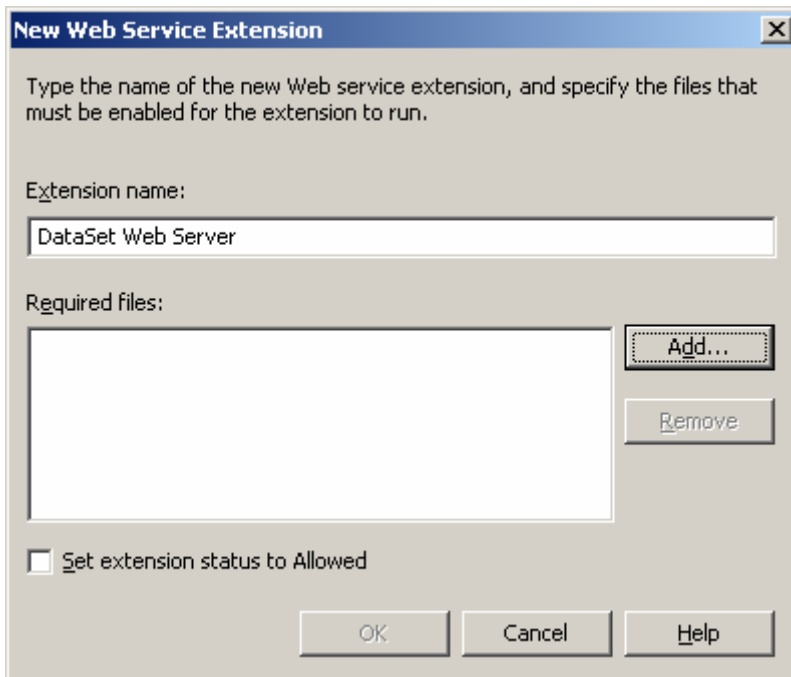 New Web Service Extension
Type the name of the new Web service extension, and specify the files that
must be enabled for the extension to run.
Extension name:
DataSet Web Server
Required files:
Add...
Remove
Set extension status to Allowed
OK
Cancel
Help